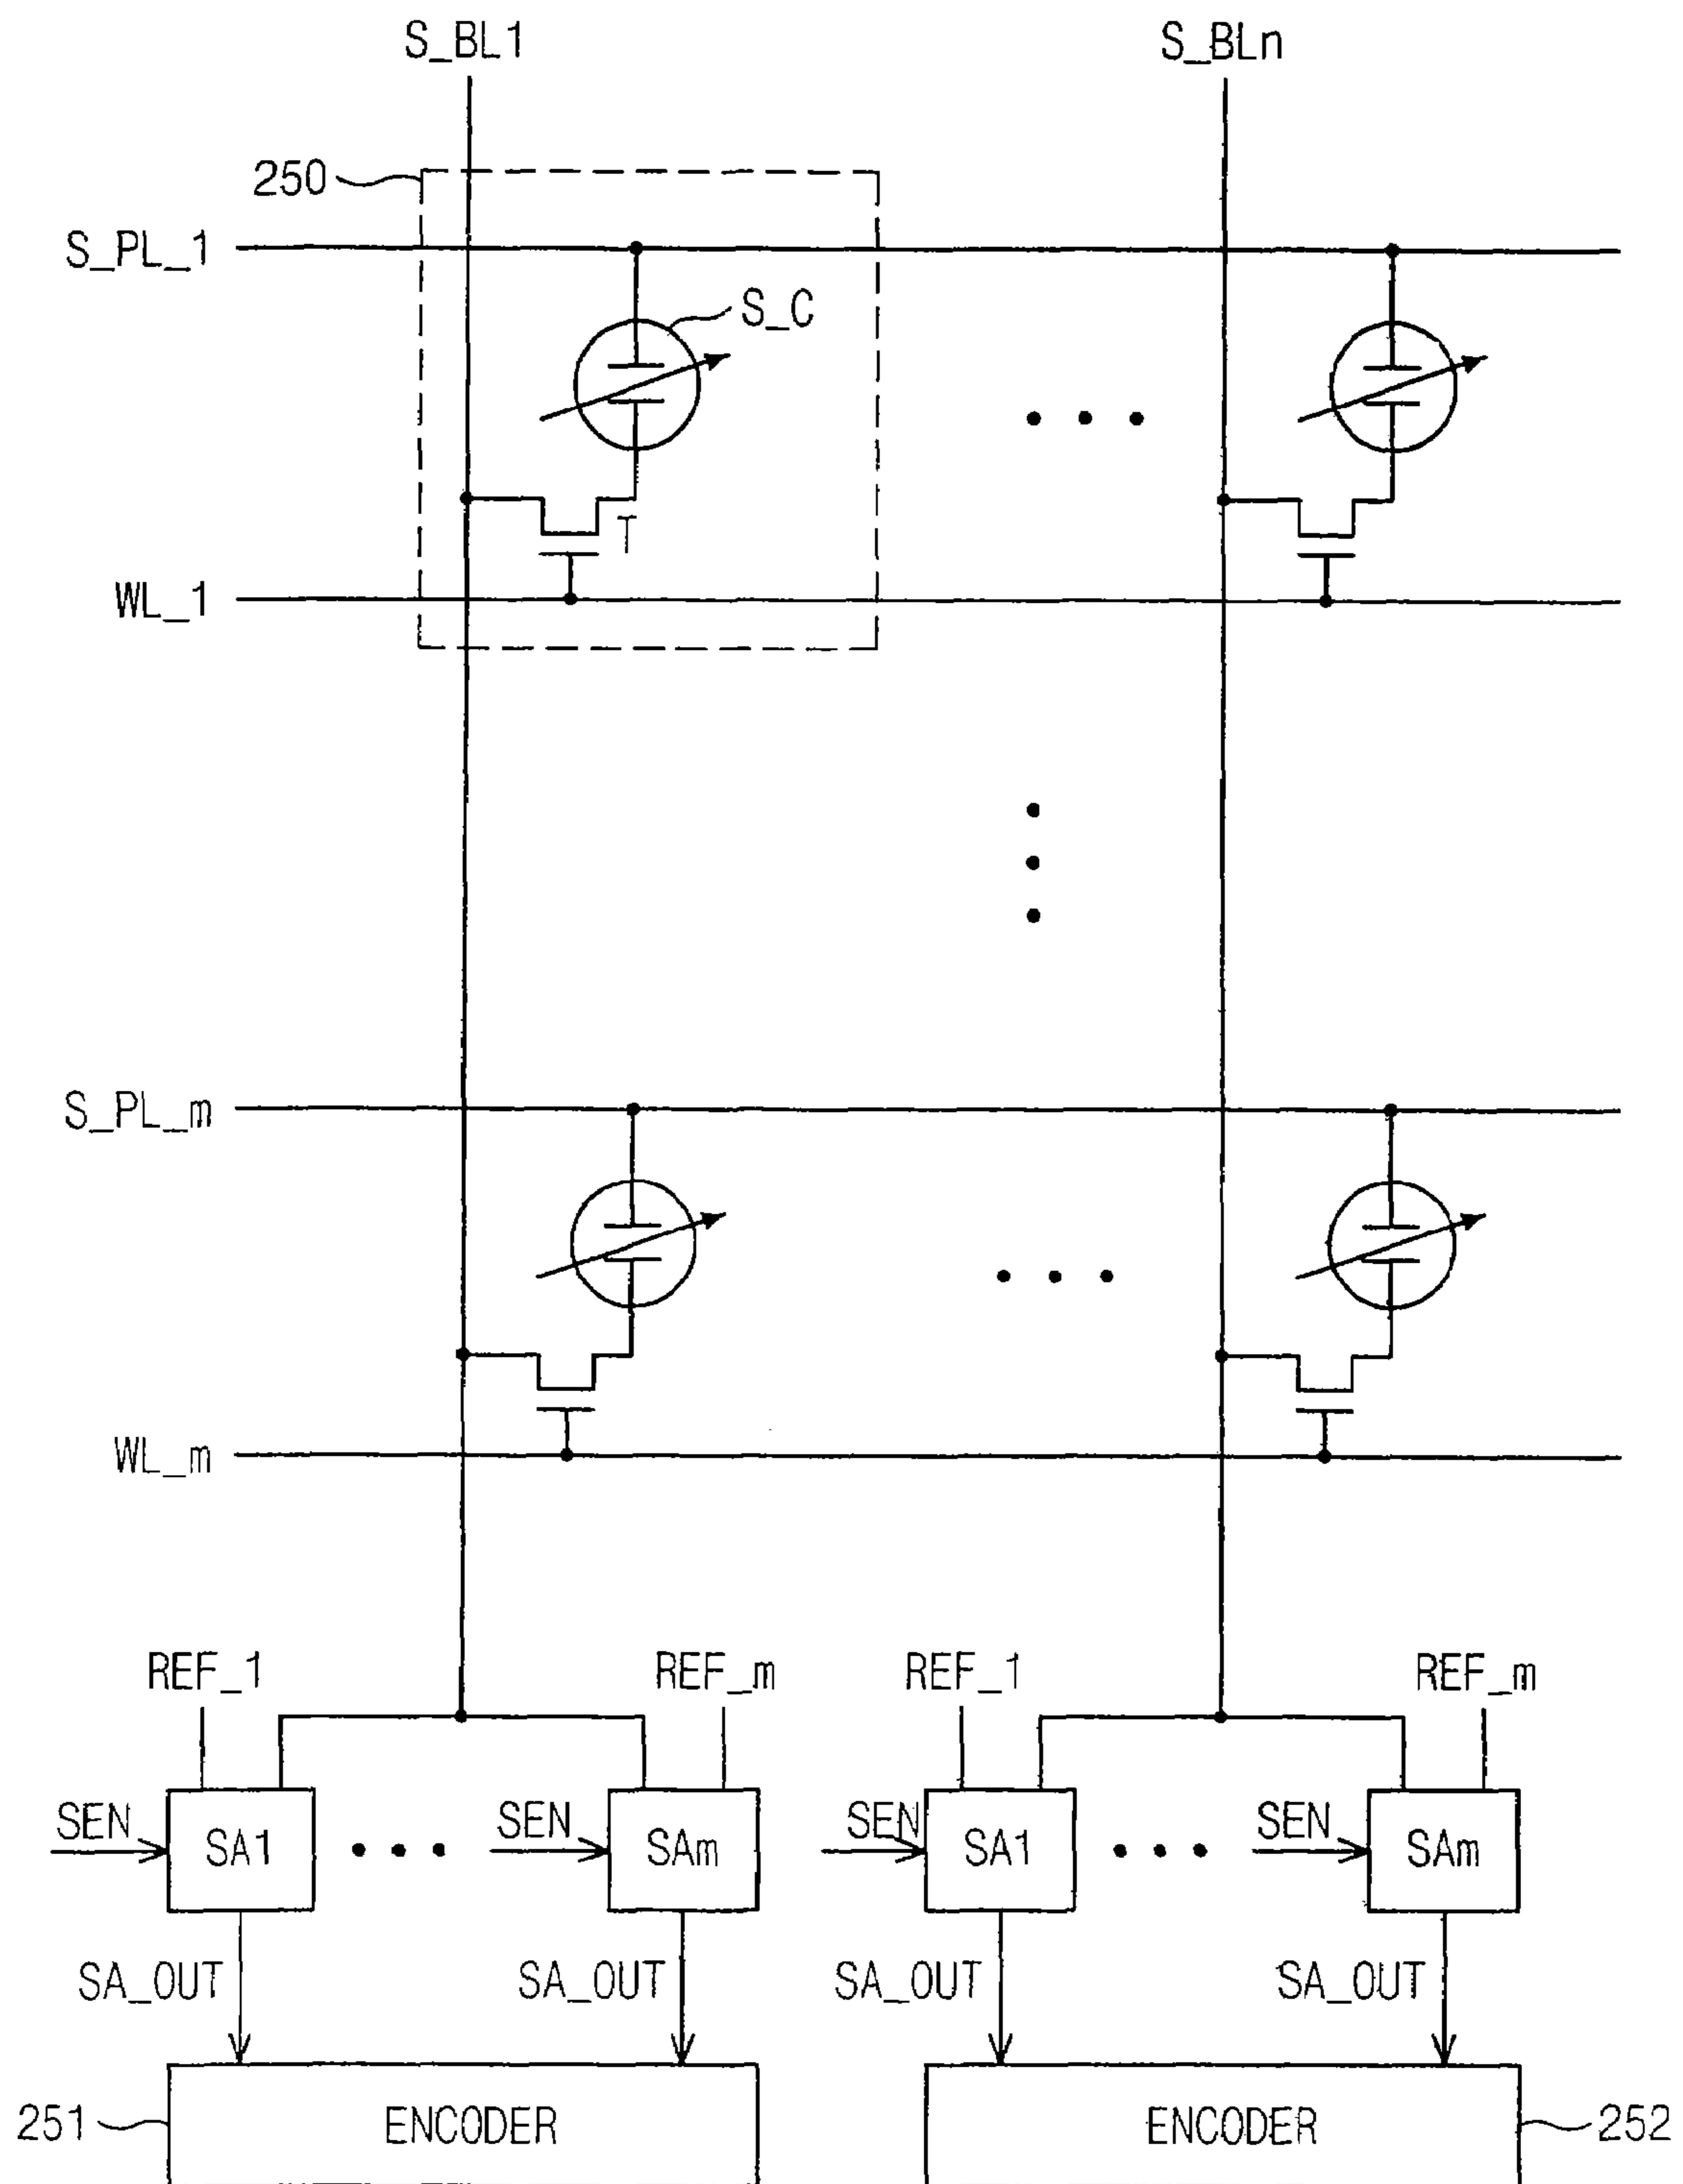 S_BL1 S_BLn
250
S_PL_1
S_C
T
WL_1
S_PL_m
WL_m
REF_1 REF_m REF_1 REF_m
SEN SA1 SEN SAm SEN SA1 SEN SAm
SA_OUT SA_OUT SA_OUT SA_OUT
251 ENCODER ENCODER 252